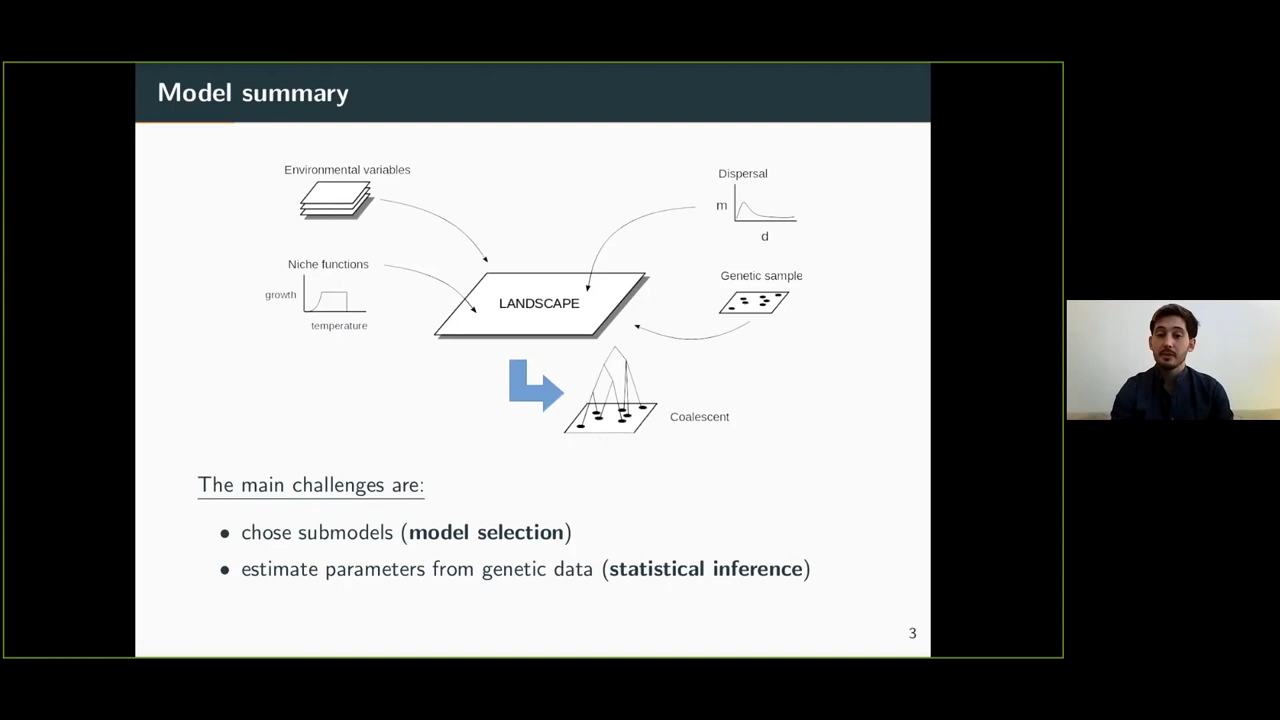 Model summary
Environmental variables
Dispersal
m
d
Niche functions
growth
temperature
Genetic sample
LANDSCAPE
Coalescent
The main challenges are:
• chose submodels (model selection)
• estimate parameters from genetic data (statistical inference)
3